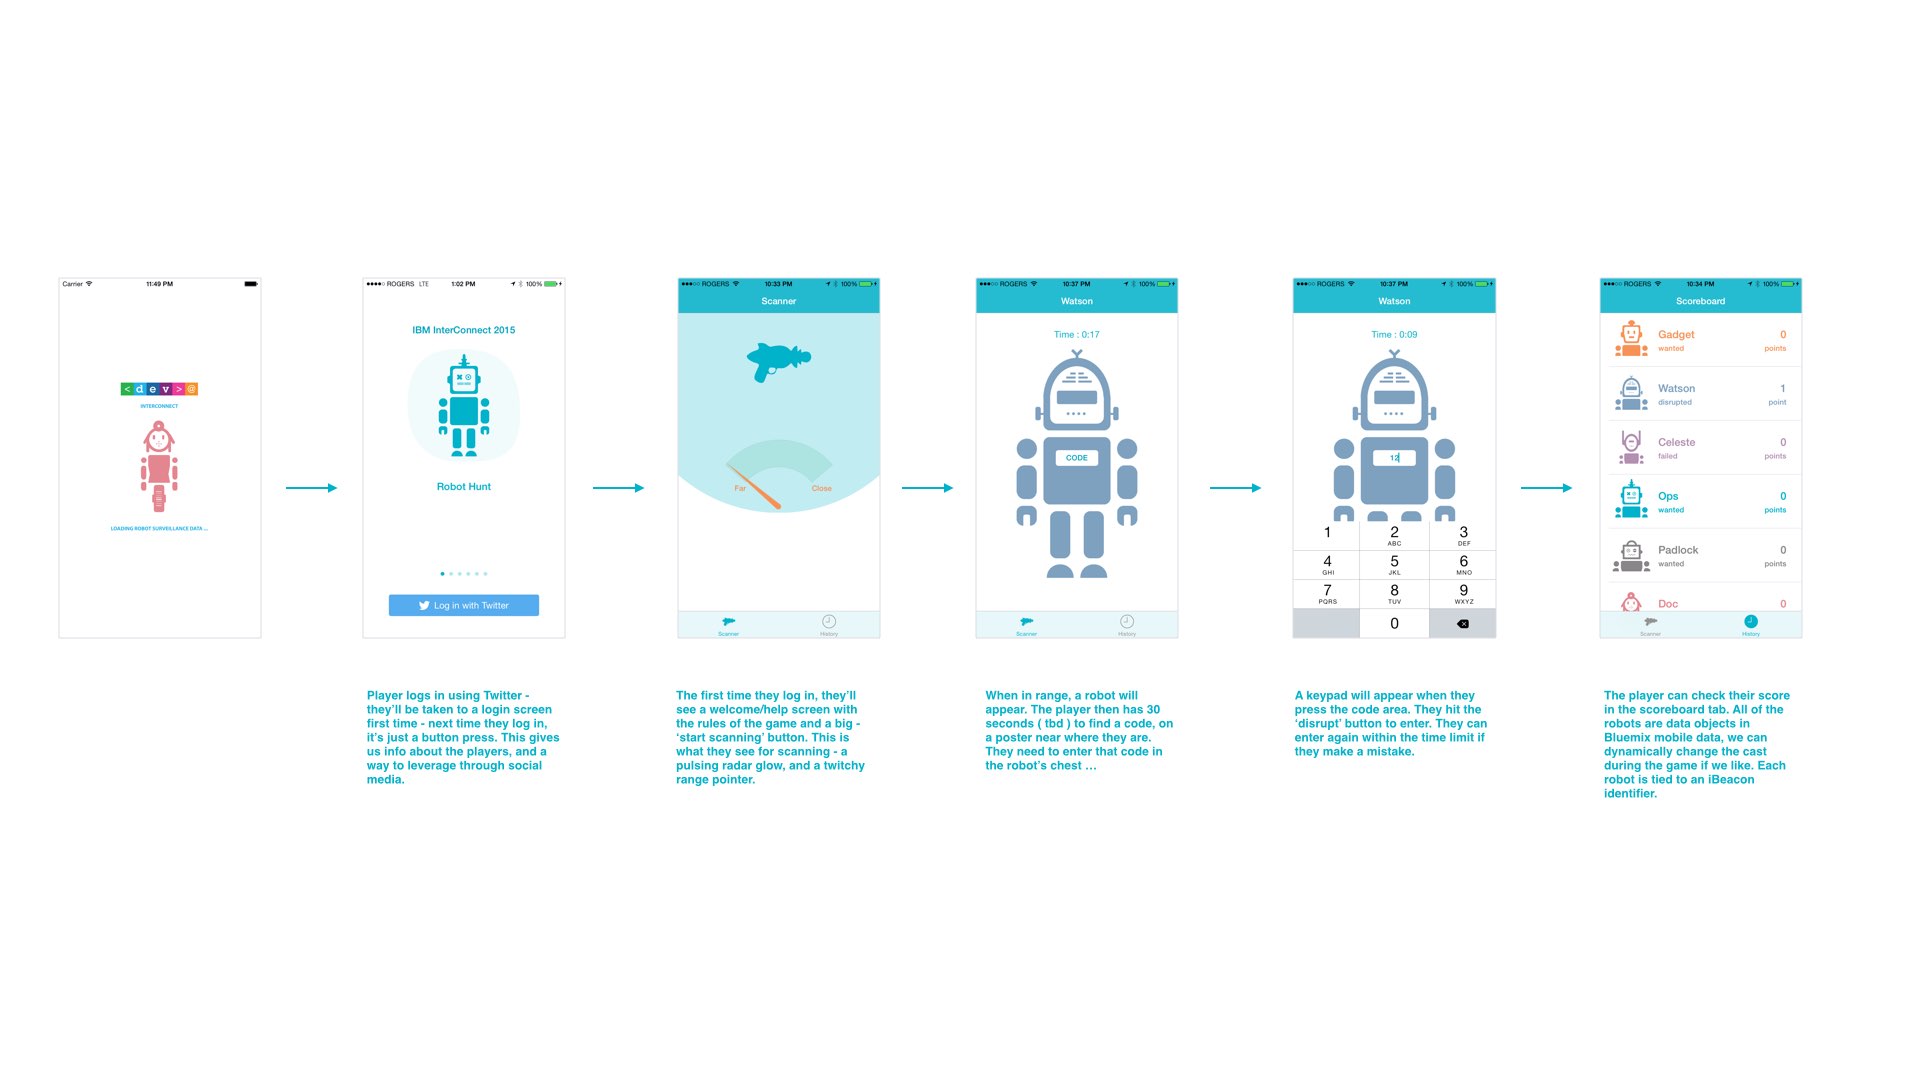 Carrier 11:49 PM
< d e v > @
INTERCONNECT
LOADING ROBOT SURVEILLANCE DATA ...
ROGERS LTE 1:02 PM 100%
IBM InterConnect 2015
Robot Hunt
Log in with Twitter
Player logs in using Twitter -
they’ll be taken to a login screen
first time - next time they log in,
it’s just a button press. This gives
us info about the players, and a
way to leverage through social
media.
ROGERS 10:33 PM 100%
Scanner
Far Close
Scanner History
The first time they log in, they’ll
see a welcome/help screen with
the rules of the game and a big -
‘start scanning’ button. This is
what they see for scanning - a
pulsing radar glow, and a twitchy
range pointer.
ROGERS 10:37 PM 100%
Watson
Time : 0:17
CODE
Scanner History
When in range, a robot will
appear. The player then has 30
seconds ( tbd ) to find a code, on
a poster near where they are.
They need to enter that code in
the robot’s chest ...
ROGERS 10:37 PM 100%
Watson
Time : 0:09
12
1 2 3
ABC DEF
4 5 6
GHI JKL MNO
7 8 9
PQRS TUV WXYZ
0
A keypad will appear when they
press the code area. They hit the
‘disrupt’ button to enter. They can
enter again within the time limit if
they make a mistake.
ROGERS 10:34 PM 100%
Scoreboard
Gadget 0
wanted points
Watson 1
disrupted point
Celeste 0
failed points
Ops 0
wanted points
Padlock 0
wanted points
Doc 0
Scanner History
The player can check their score
in the scoreboard tab. All of the
robots are data objects in
Bluemix mobile data, we can
dynamically change the cast
during the game if we like. Each
robot is tied to an iBeacon
identifier.